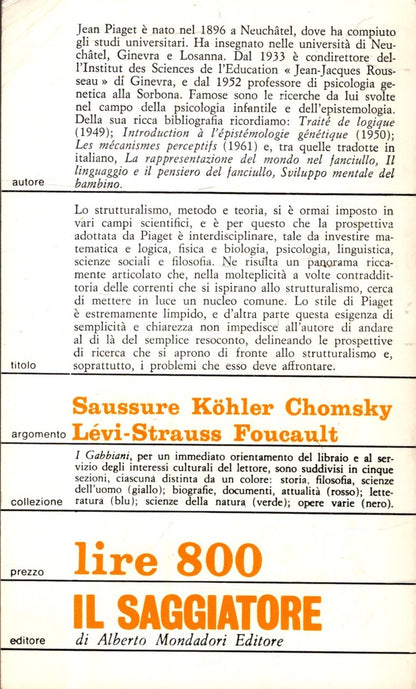 Jean Piaget è nato nel 1896 a Neuchâtel, dove ha compiuto
gli studi universitari. Ha insegnato nelle università di Neu-
châtel, Ginevra e Losanna. Dal 1933 è condirettore del-
l'Institut des Sciences de l'Education « Jean-Jacques Rous-
seau » di Ginevra, e dal 1952 professore di psicologia ge-
netica alla Sorbona. Famose sono le ricerche da lui svolte
nel campo della psicologia infantile e dell'epistemologia.
Della sua ricca bibliografia ricordiamo: Traité de logique
(1949); Introduction à l'épistémologie génétique (1950);
Les mécanismes perceptifs (1961) e, tra quelle tradotte in
italiano, La rappresentazione del mondo nel fanciullo, Il
linguaggio e il pensiero del fanciullo, Sviluppo mentale del
autore bambino.
Lo strutturalismo, metodo e teoria, si è ormai imposto in
vari campi scientifici, e è per questo che la prospettiva
adottata da Piaget è interdisciplinare, tale da investire ma-
tematica e logica, fisica e biologia, psicologia, linguistica,
scienze sociali e filosofia. Ne risulta un panorama ricca-
mente articolato che, nella molteplicità a volte contraddit-
toria delle correnti che si ispirano allo strutturalismo, cerca
di mettere in luce un nucleo comune. Lo stile di Piaget
è estremamente limpido, e d'altra parte questa esigenza di
semplicità e chiarezza non impedisce all'autore di andare
al di là del semplice resoconto, delineando le prospettive
di ricerca che si aprono di fronte allo strutturalismo e,
titolo soprattutto, i problemi che esso deve affrontare.
Saussure Köhler Chomsky
argomento Lévi-Strauss Foucault
I Gabbiani, per un immediato orientamento del libraio e al ser-
vizio degli interessi culturali del lettore, sono suddivisi in cinque
sezioni, ciascuna distinta da un colore: storia, filosofia, scienze
dell'uomo (giallo); biografie, documenti, attualità (rosso); lette-
collezione ratura (blu); scienze della natura (verde); opere varie (nero).
prezzo lire 800
IL SAGGIATORE
editore di Alberto Mondadori Editore